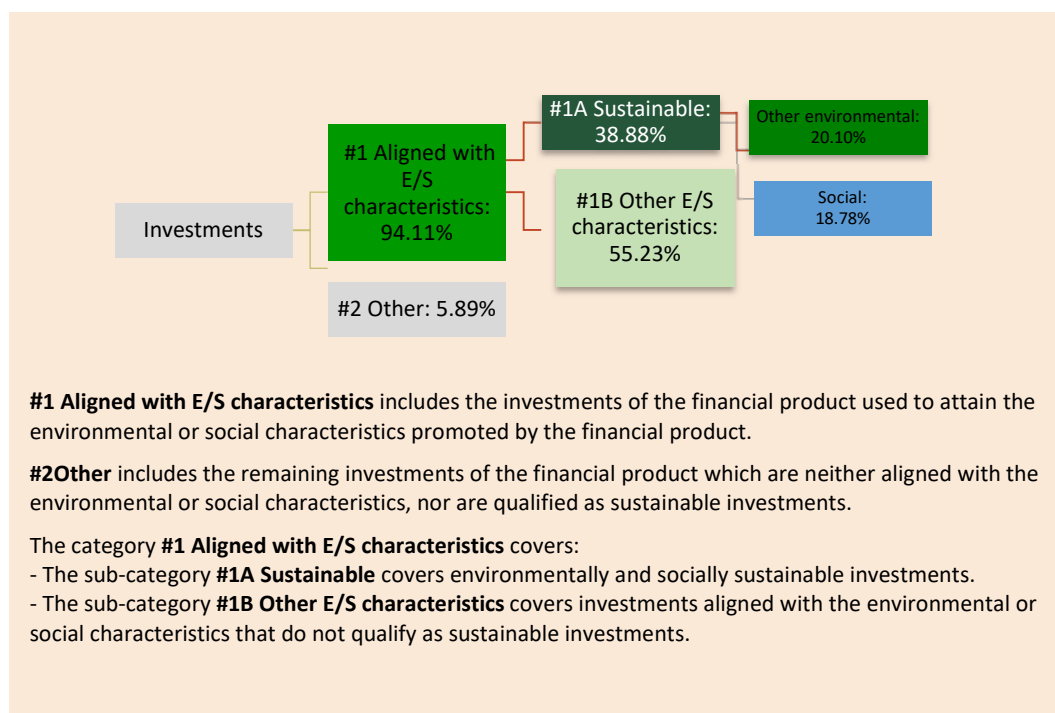 Investments
#1 Aligned with
E/S
characteristics:
94.11%
#2 Other: 5.89%
#1A Sustainable:
38.88%
#1B Other E/S
characteristics:
55.23%
Other environmental:
20.10%
Social:
18.78%
#1 Aligned with E/S characteristics includes the investments of the financial product used to attain the
environmental or social characteristics promoted by the financial product.
#2Other includes the remaining investments of the financial product which are neither aligned with the
environmental or social characteristics, nor are qualified as sustainable investments.
The category #1 Aligned with E/S characteristics covers:
- The sub-category #1A Sustainable covers environmentally and socially sustainable investments.
- The sub-category #1B Other E/S characteristics covers investments aligned with the environmental or
social characteristics that do not qualify as sustainable investments.